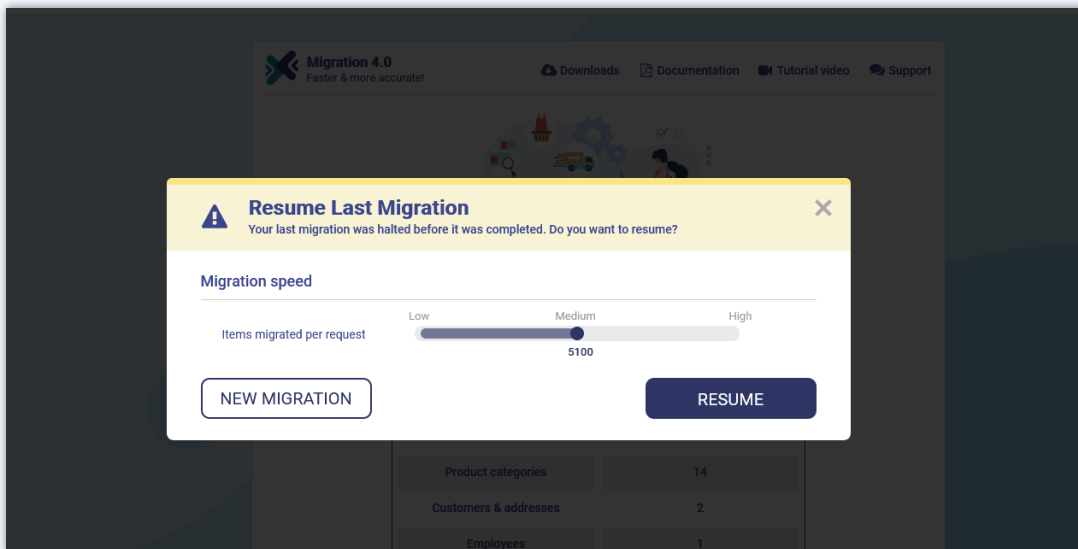 Migration 4.0
Faster & more accurate!
Downloads
Documentation
Tutorial video
Support
Resume Last Migration
Your last migration was halted before it was completed. Do you want to resume?
Migration speed
Low Medium High
Items migrated per request
5100
NEW MIGRATION
RESUME
Product categories 14
Customers & addresses 2
Employees 1